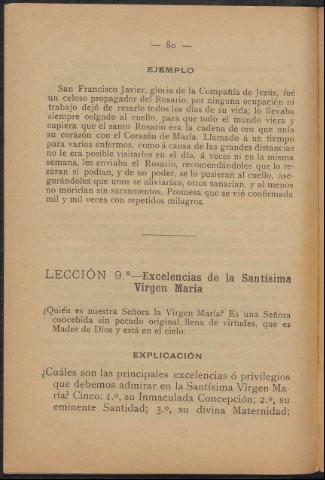 — 80 —
EJEMPLO
San Francisco Javier, gloria de la Compañía de Jesús, fué
un celoso propagador del Rosario, por ninguna ocupación ni
trabajo dejó de rezarlo todos los días de su vida; lo llevaba
siempre colgado al cuello, para que todo el mundo viera y
supiera que el santo Rosario era la cadena de oro que unía
su corazón con el Corazón de María. Llamado á un tiempo
para varios enfermos, como á causa de las grandes distancias
no le era posible visitarlos en el día, á veces ni en la misma
semana, les enviaba el Rosario, recomendándoles que lo re-
zaran si podían, y de no poder, se lo pusieran al cuello, ase-
gurándoles que unos se aliviarían, otros sanarían, y al menos
no morirían sin sacramentos. Promesa que se vió confirmada
mil y mil veces con repetidos milagros.
LECCIÓN 9.ª—Excelencias de la Santísima
Virgen María
¿Quién es nuestra Señora la Virgen María? Es una Señora
concebida sin pecado original, llena de virtudes, que es
Madre de Dios y está en el cielo.
EXPLICACIÓN
¿Cuáles son las principales excelencias ó privilegios
que debemos admirar en la Santísima Virgen Ma-
ría? Cinco: 1.º, su Inmaculada Concepción; 2.º, su
eminente Santidad; 3.º, su divina Maternidad;